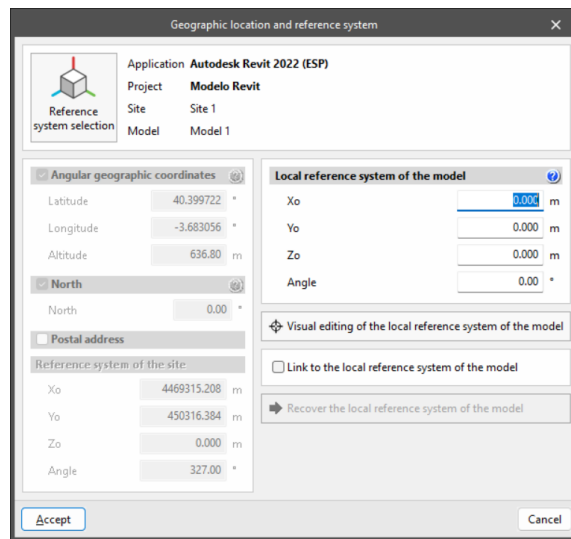 Geographic location and reference system
Application Autodesk Revit 2022 (ESP)
Project Modelo Revit
Site Site 1
Model Model 1
Reference
system selection
Angular geographic coordinates
Latitude 40.399722 °
Longitude -3.683056 °
Altitude 636.80 m
North
North 0.00 °
Postal address
Reference system of the site
Xo 4469315.208 m
Yo 450316.384 m
Zo 0.000 m
Angle 327.00 °
Local reference system of the model
Xo 0.000 m
Yo 0.000 m
Zo 0.000 m
Angle 0.00 °
Visual editing of the local reference system of the model
Link to the local reference system of the model
Recover the local reference system of the model
Accept
Cancel